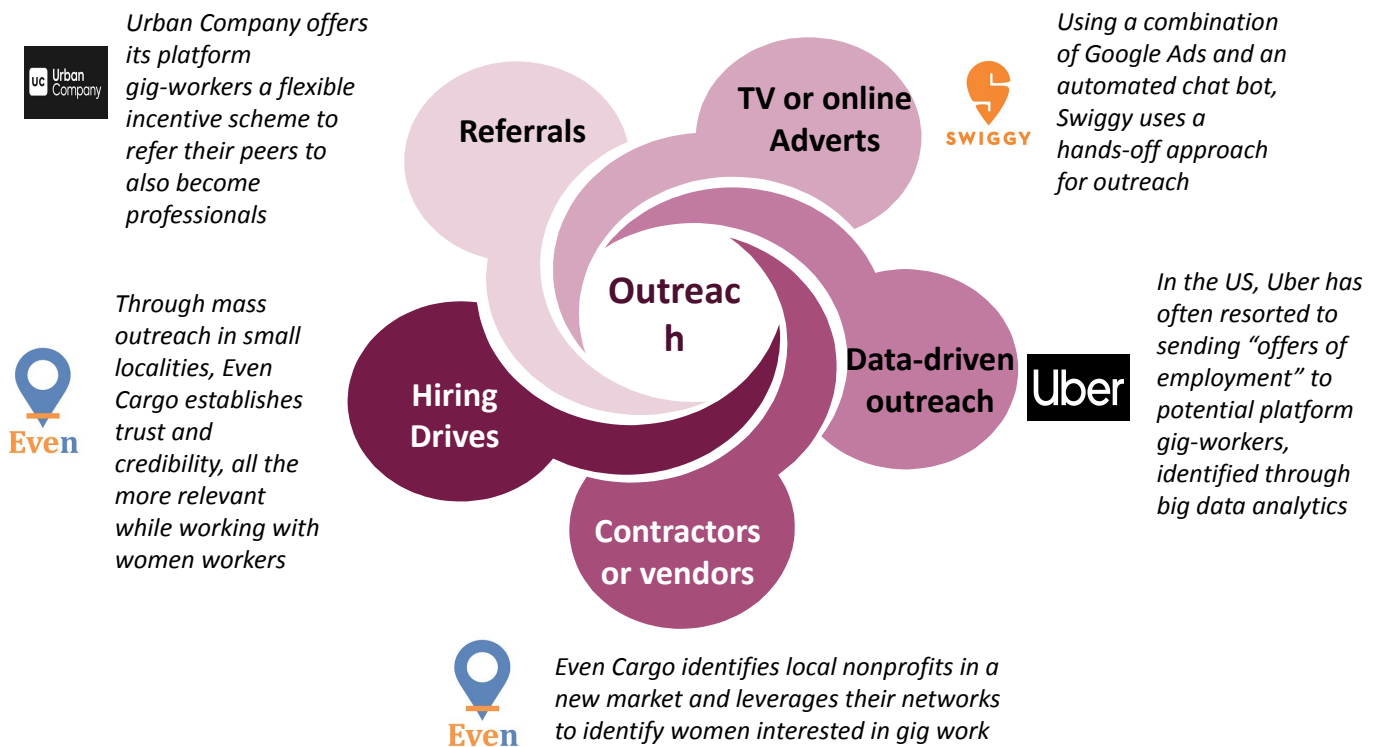 Urban Company offers
its platform
gig-workers a flexible
incentive scheme to
refer their peers to
also become
professionals
UC Urban
Company
Referrals
TV or online
Adverts
SWIGGY
Using a combination
of Google Ads and an
automated chat bot,
Swiggy uses a
hands-off approach
for outreach
Outreac
h
Through mass
outreach in small
localities, Even
Cargo establishes
trust and
credibility, all the
more relevant
while working with
women workers
Even
Hiring
Drives
Data-driven
outreach
Uber
In the US, Uber has
often resorted to
sending “offers of
employment” to
potential platform
gig-workers,
identified through
big data analytics
Contractors
or vendors
Even
Even Cargo identifies local nonprofits in a
new market and leverages their networks
to identify women interested in gig work